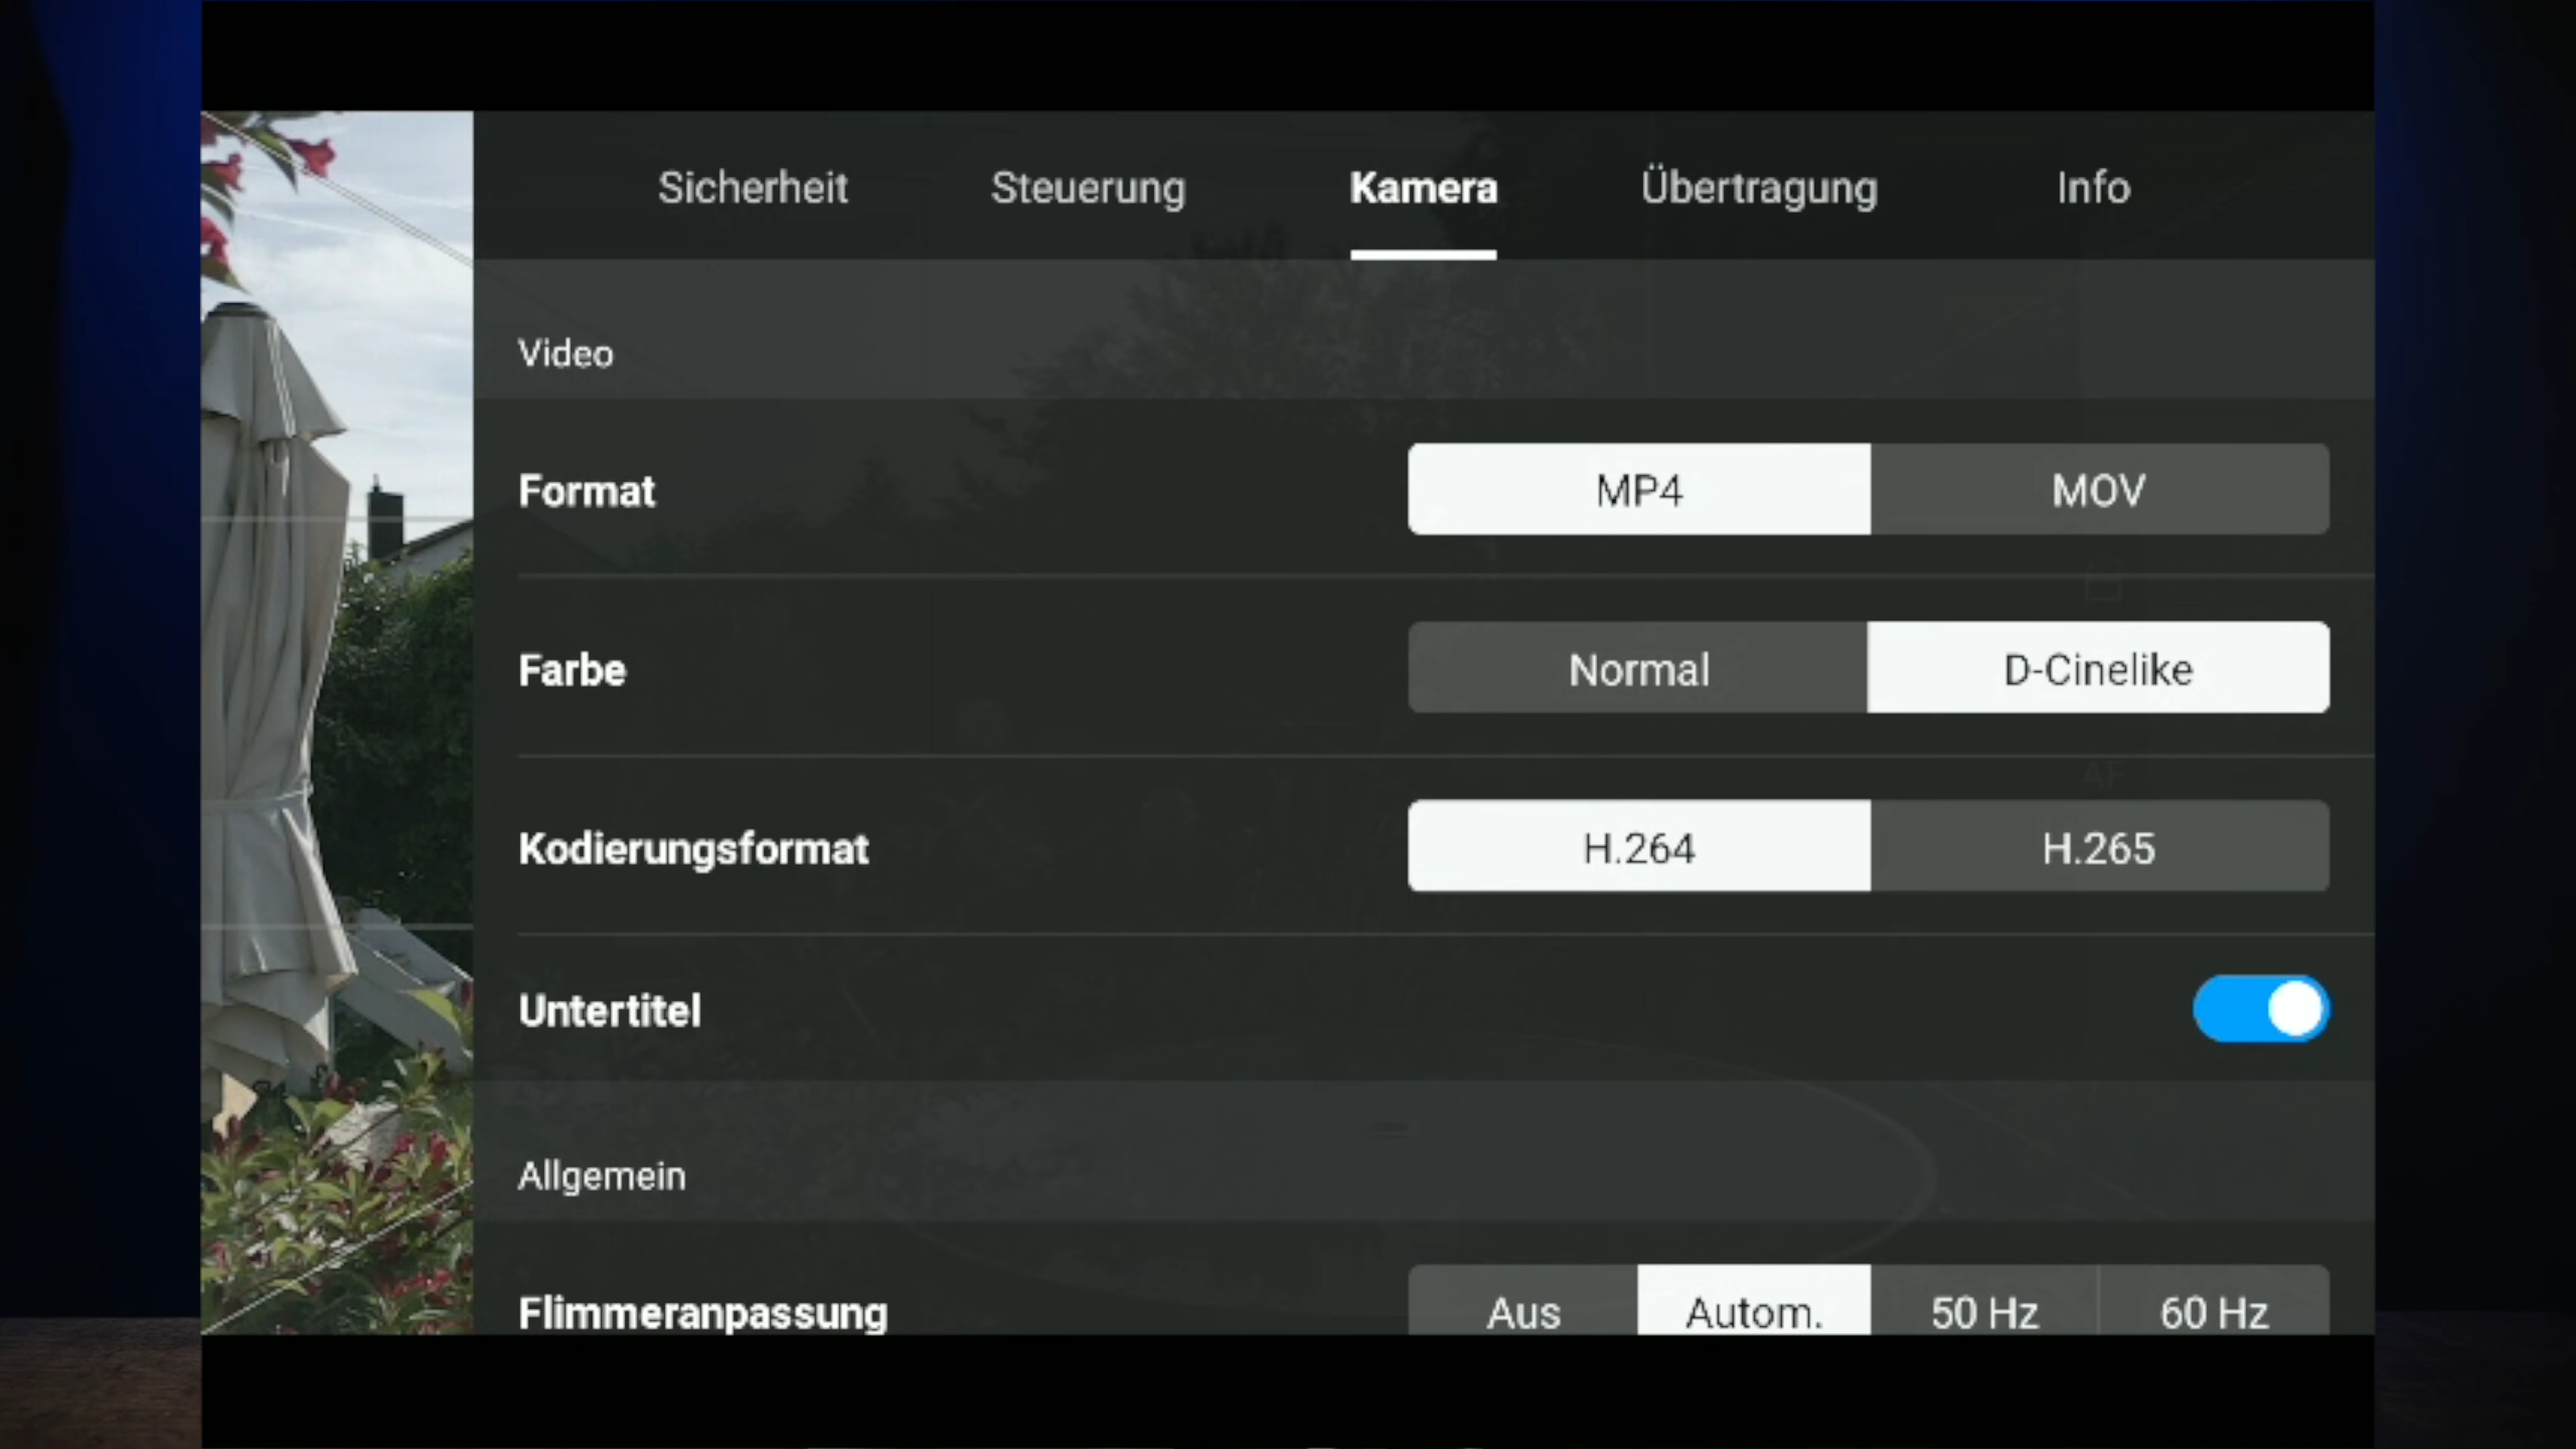 Sicherheit Steuerung Kamera Übertragung Info
Video
Format MP4 MOV
Farbe Normal D-Cinelike
AF
Kodierungsformat H.264 H.265
Untertitel
Allgemein
Flimmeranpassung Aus Autom. 50 Hz 60 Hz